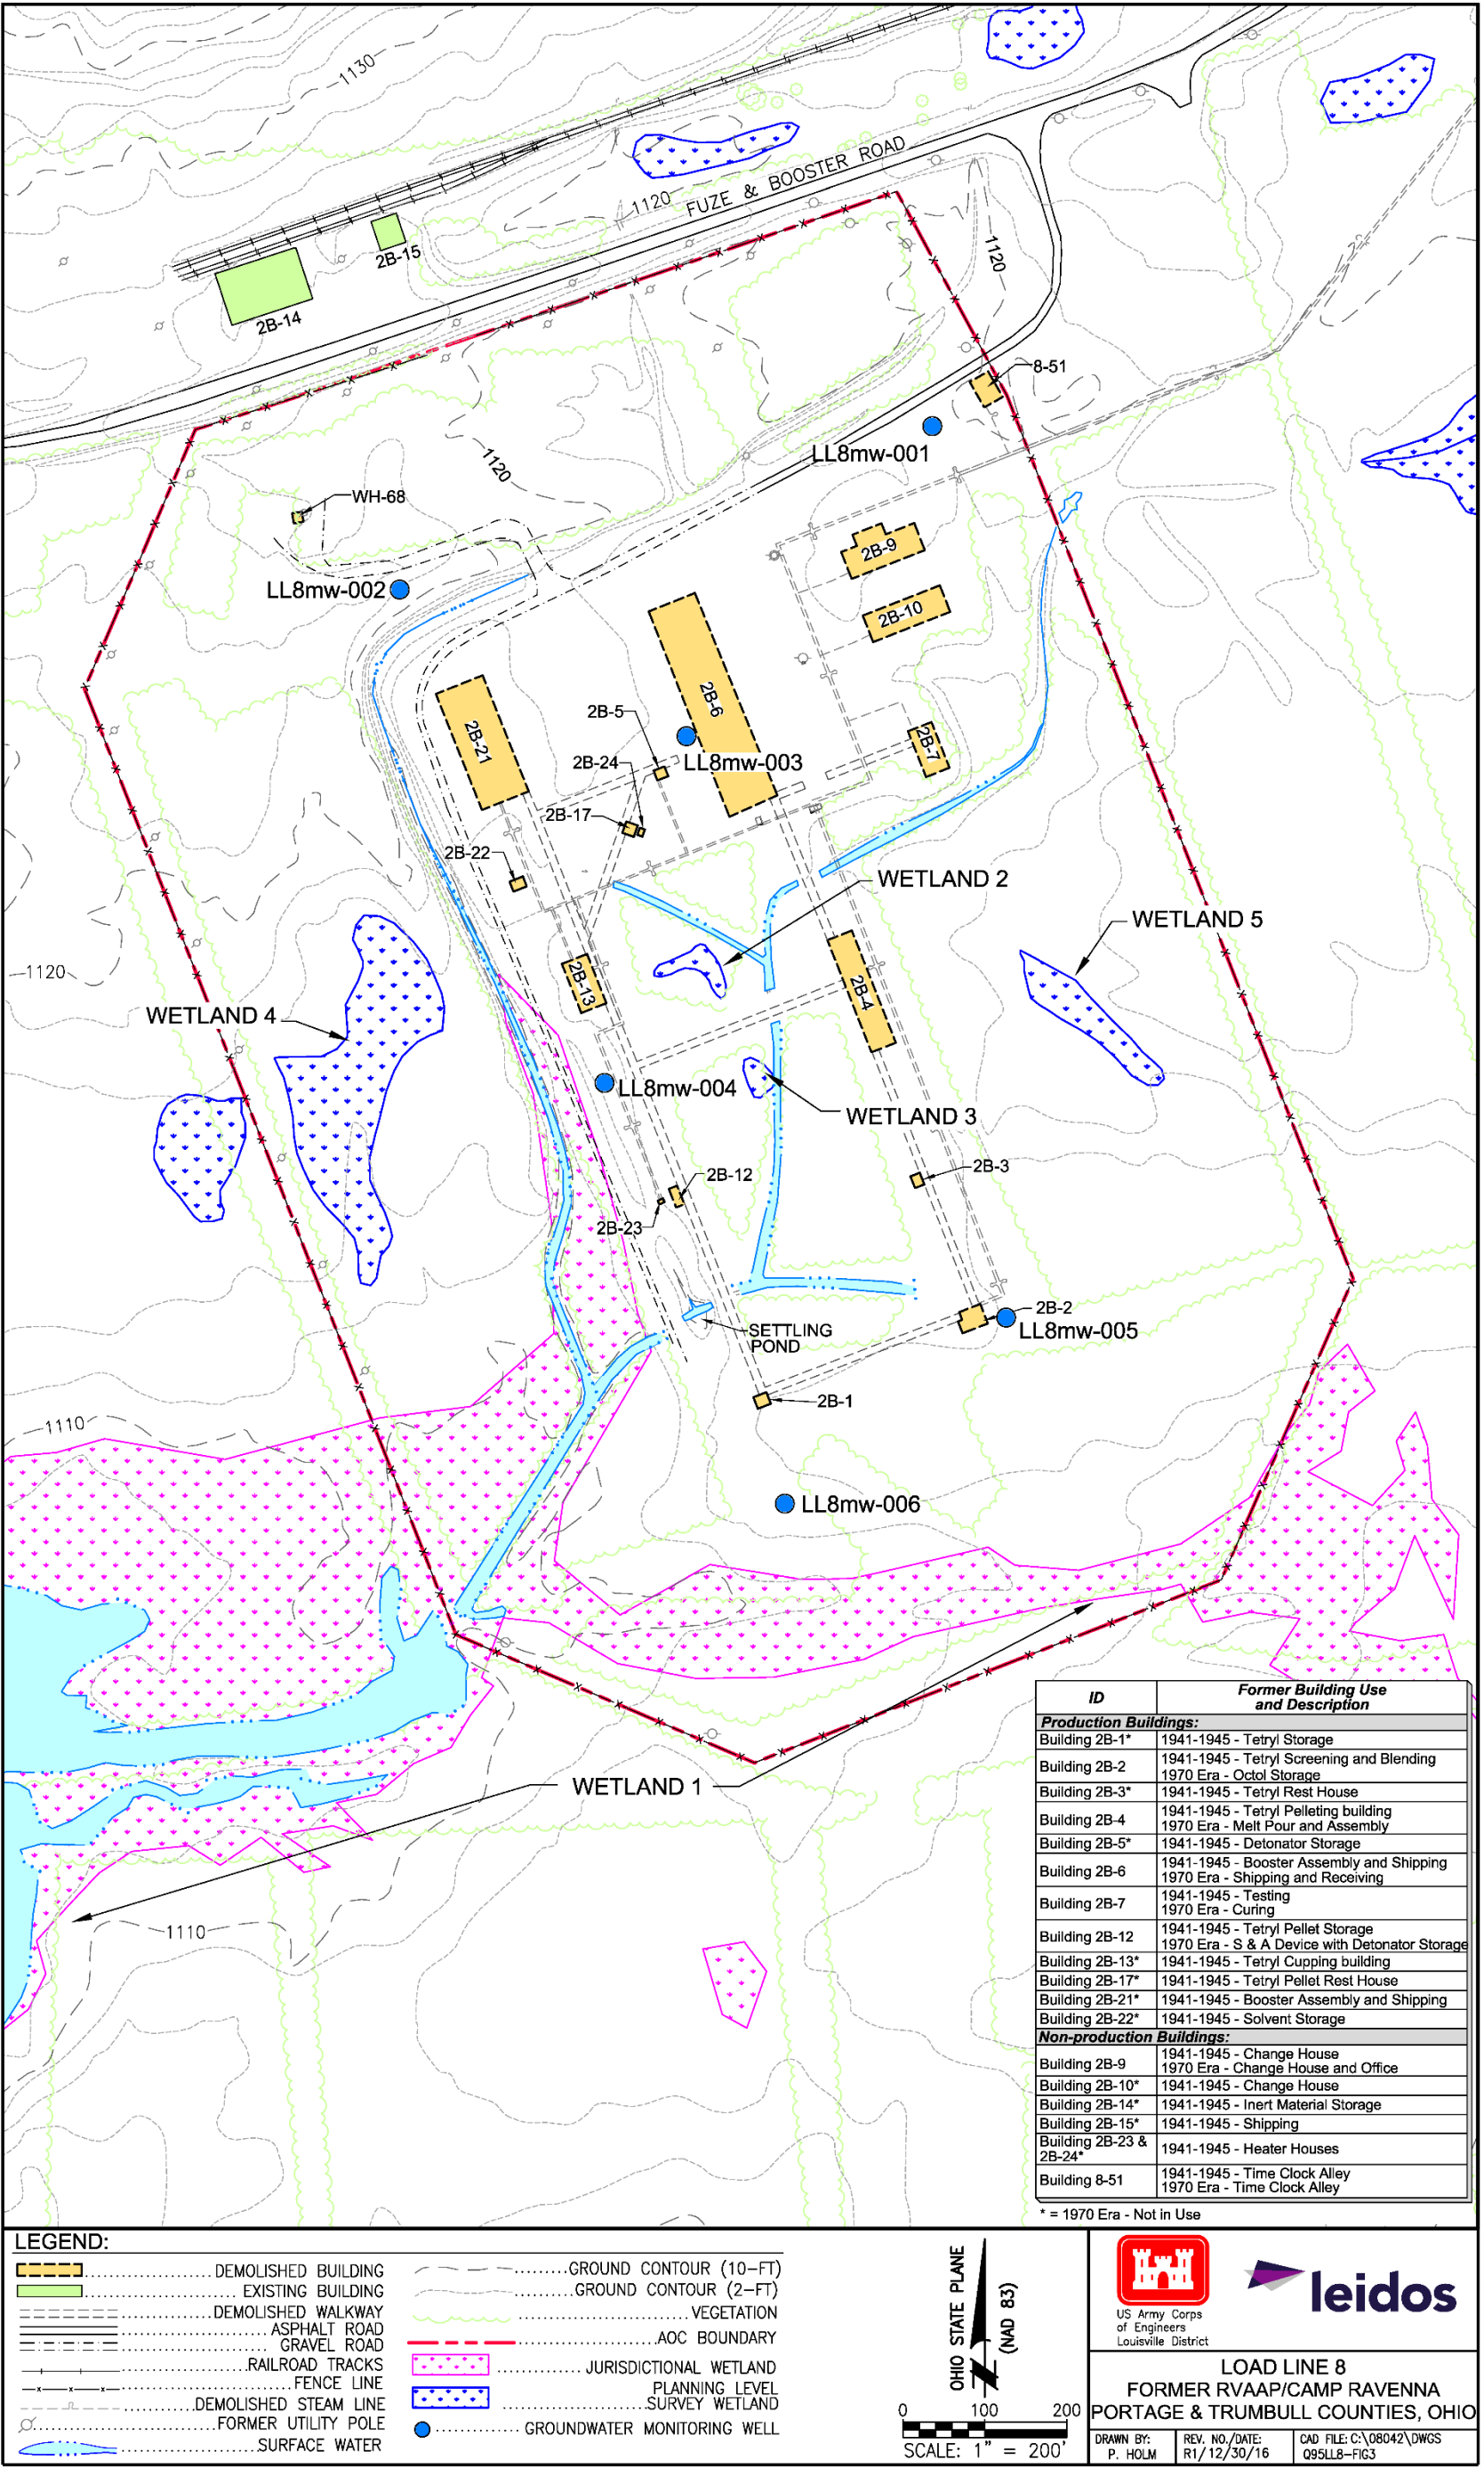 1130
FUZE & BOOSTER ROAD
1120
2B-15
2B-14
1120
8-51
LL8mw-001
1120
WH-68
2B-9
LL8mw-002
2B-10
2B-6
2B-5
2B-21
2B-7
2B-24
LL8mw-003
2B-17
2B-22
WETLAND 2
WETLAND 5
1120
2B-13
2B-4
WETLAND 4
LL8mw-004
WETLAND 3
2B-3
2B-12
2B-23
2B-2
SETTLING
POND
LL8mw-005
2B-1
1110
LL8mw-006
WETLAND 1
1110
ID Former Building Use
and Description
Production Buildings:
Building 2B-1* 1941-1945 - Tetryl Storage
Building 2B-2 1941-1945 - Tetryl Screening and Blending
1970 Era - Octol Storage
Building 2B-3* 1941-1945 - Tetryl Rest House
Building 2B-4 1941-1945 - Tetryl Pelleting building
1970 Era - Melt Pour and Assembly
Building 2B-5* 1941-1945 - Detonator Storage
Building 2B-6 1941-1945 - Booster Assembly and Shipping
1970 Era - Shipping and Receiving
Building 2B-7 1941-1945 - Testing
1970 Era - Curing
Building 2B-12 1941-1945 - Tetryl Pellet Storage
1970 Era - S & A Device with Detonator Storage
Building 2B-13* 1941-1945 - Tetryl Cupping building
Building 2B-17* 1941-1945 - Tetryl Pellet Rest House
Building 2B-21* 1941-1945 - Booster Assembly and Shipping
Building 2B-22* 1941-1945 - Solvent Storage
Non-production Buildings:
Building 2B-9 1941-1945 - Change House
1970 Era - Change House and Office
Building 2B-10* 1941-1945 - Change House
Building 2B-14* 1941-1945 - Inert Material Storage
Building 2B-15* 1941-1945 - Shipping
Building 2B-23 &
2B-24* 1941-1945 - Heater Houses
Building 8-51 1941-1945 - Time Clock Alley
1970 Era - Time Clock Alley
* = 1970 Era - Not in Use
LEGEND:
DEMOLISHED BUILDING
EXISTING BUILDING
DEMOLISHED WALKWAY
ASPHALT ROAD
GRAVEL ROAD
RAILROAD TRACKS
FENCE LINE
DEMOLISHED STEAM LINE
FORMER UTILITY POLE
SURFACE WATER
GROUND CONTOUR (10-FT)
GROUND CONTOUR (2-FT)
VEGETATION
AOC BOUNDARY
JURISDICTIONAL WETLAND
PLANNING LEVEL
SURVEY WETLAND
GROUNDWATER MONITORING WELL
OHIO STATE PLANE
(NAD 83)
N
0 100 200
SCALE: 1" = 200'
US Army Corps
of Engineers
Louisville District
leidos
LOAD LINE 8
FORMER RVAAP/CAMP RAVENNA
PORTAGE & TRUMBULL COUNTIES, OHIO
DRAWN BY:
P. HOLM
REV. NO./DATE:
R1/12/30/16
CAD FILE: C:\08042\DWGS
Q95LL8-FIG3